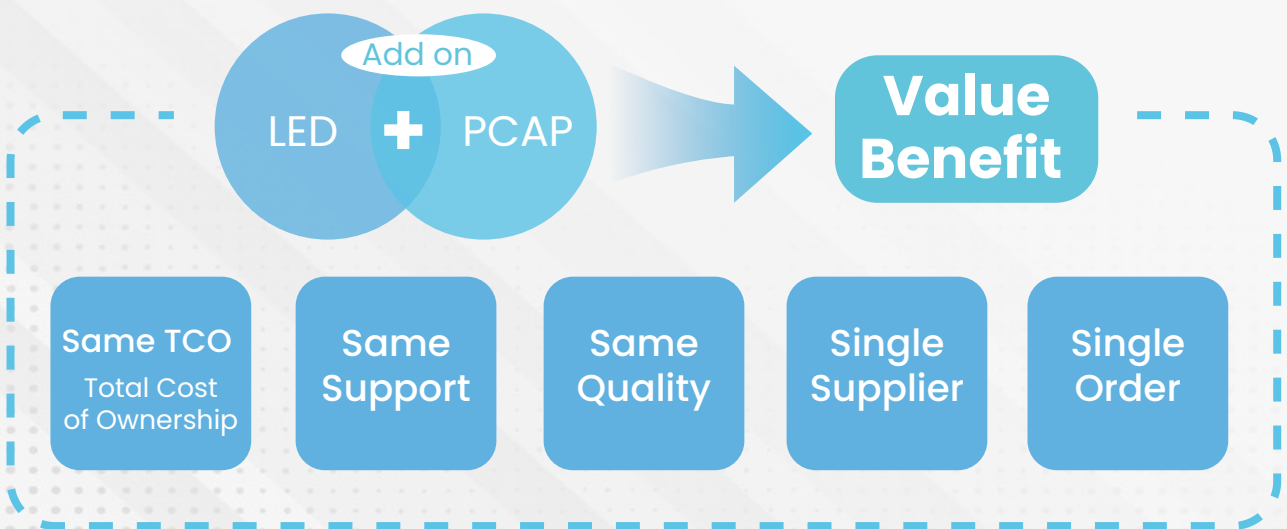 Add on
LED
+
PCAP
Value
Benefit
Same TCO
Total Cost
of Ownership
Same
Support
Same
Quality
Single
Supplier
Single
Order